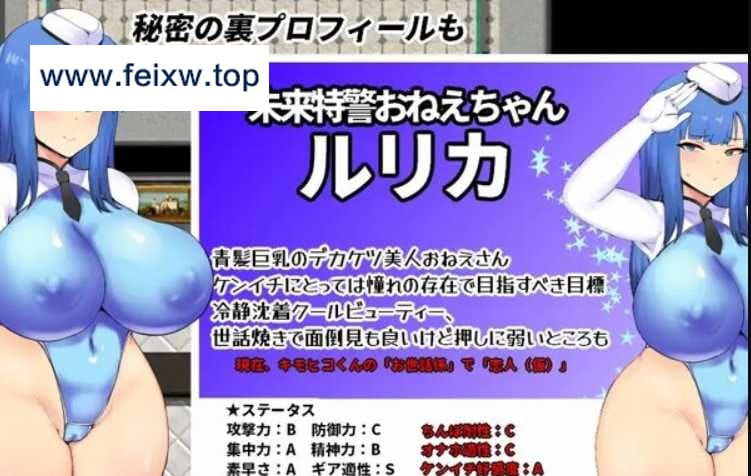 秘密の裏プロフィールも
www.feixw.top
未来特警おねえちゃん
ルリカ
青髪巨乳のデカケツ美人おねえさん
ケンイチにとっては憧れの存在で目指すべき目標
冷静沈着クールビューティー、
世話焼きで面倒見も良いけど押しに弱いところも
現在、キモヒコくんの「お世話係」で「恋人（仮）」
★ステータス
攻撃力：B 防御力：C ちんぽ耐性：C
集中力：A 精神力：B オナホ適性：C
素早さ：A ギア適性：S ケンイチ好感度：A